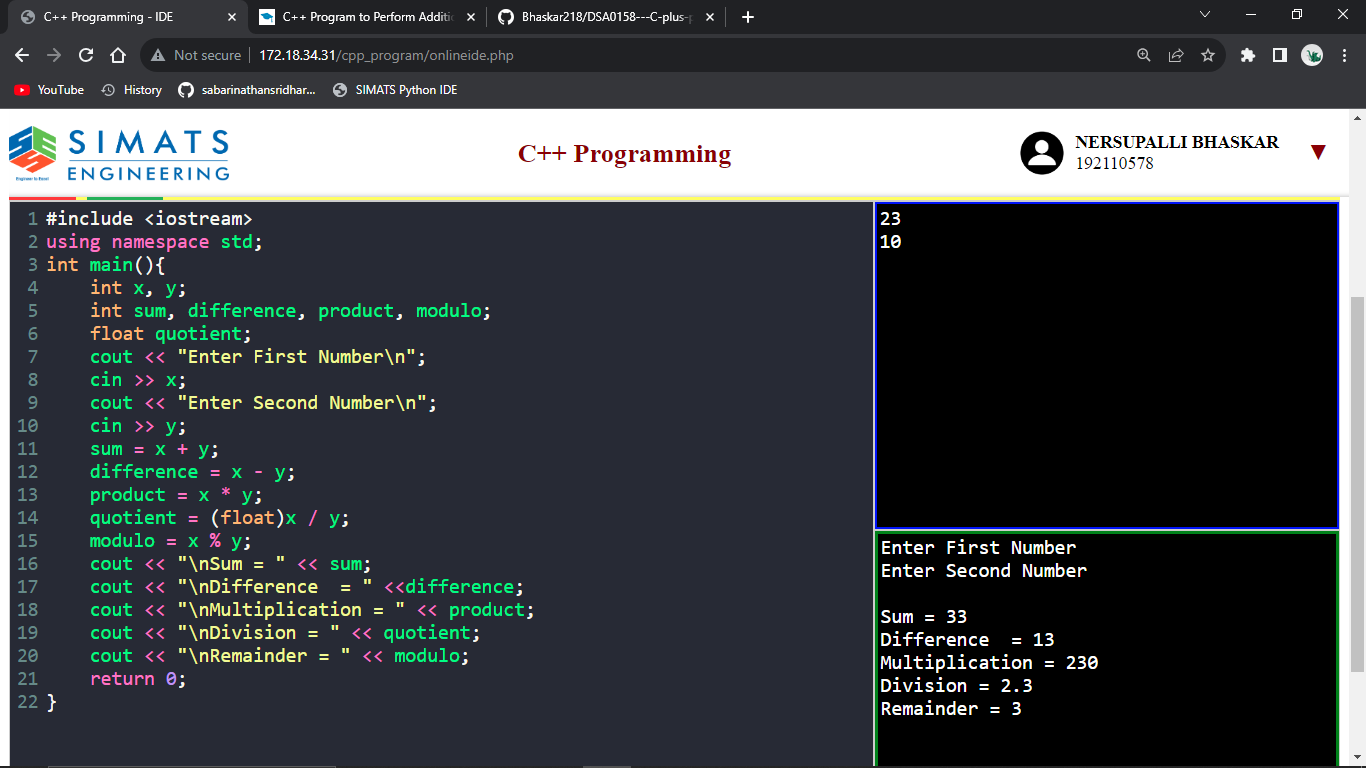 C++ Programming - IDE
C++ Program to Perform Additi
Bhaskar218/DSA0158---C-plus-p
Not secure
172.18.34.31/cpp_program/onlineide.php
YouTube
History
sabarinathansridhar...
SIMATS Python IDE
SIMATS
ENGINEERING
Engineer to Excel
C++ Programming
NERSUPALLI BHASKAR
192110578
1 #include <iostream>
2 using namespace std;
3 int main(){
4     int x, y;
5     int sum, difference, product, modulo;
6     float quotient;
7     cout << "Enter First Number\n";
8     cin >> x;
9     cout << "Enter Second Number\n";
10     cin >> y;
11     sum = x + y;
12     difference = x - y;
13     product = x * y;
14     quotient = (float)x / y;
15     modulo = x % y;
16     cout << "\nSum = " << sum;
17     cout << "\nDifference  = " <<difference;
18     cout << "\nMultiplication = " << product;
19     cout << "\nDivision = " << quotient;
20     cout << "\nRemainder = " << modulo;
21     return 0;
22 }
23
10
Enter First Number
Enter Second Number
Sum = 33
Difference  = 13
Multiplication = 230
Division = 2.3
Remainder = 3